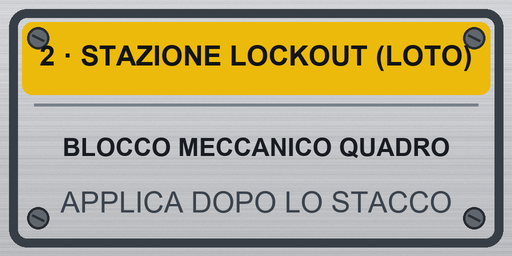 2 · STAZIONE LOCKOUT (LOTO)
BLOCCO MECCANICO QUADRO
APPLICA DOPO LO STACCO